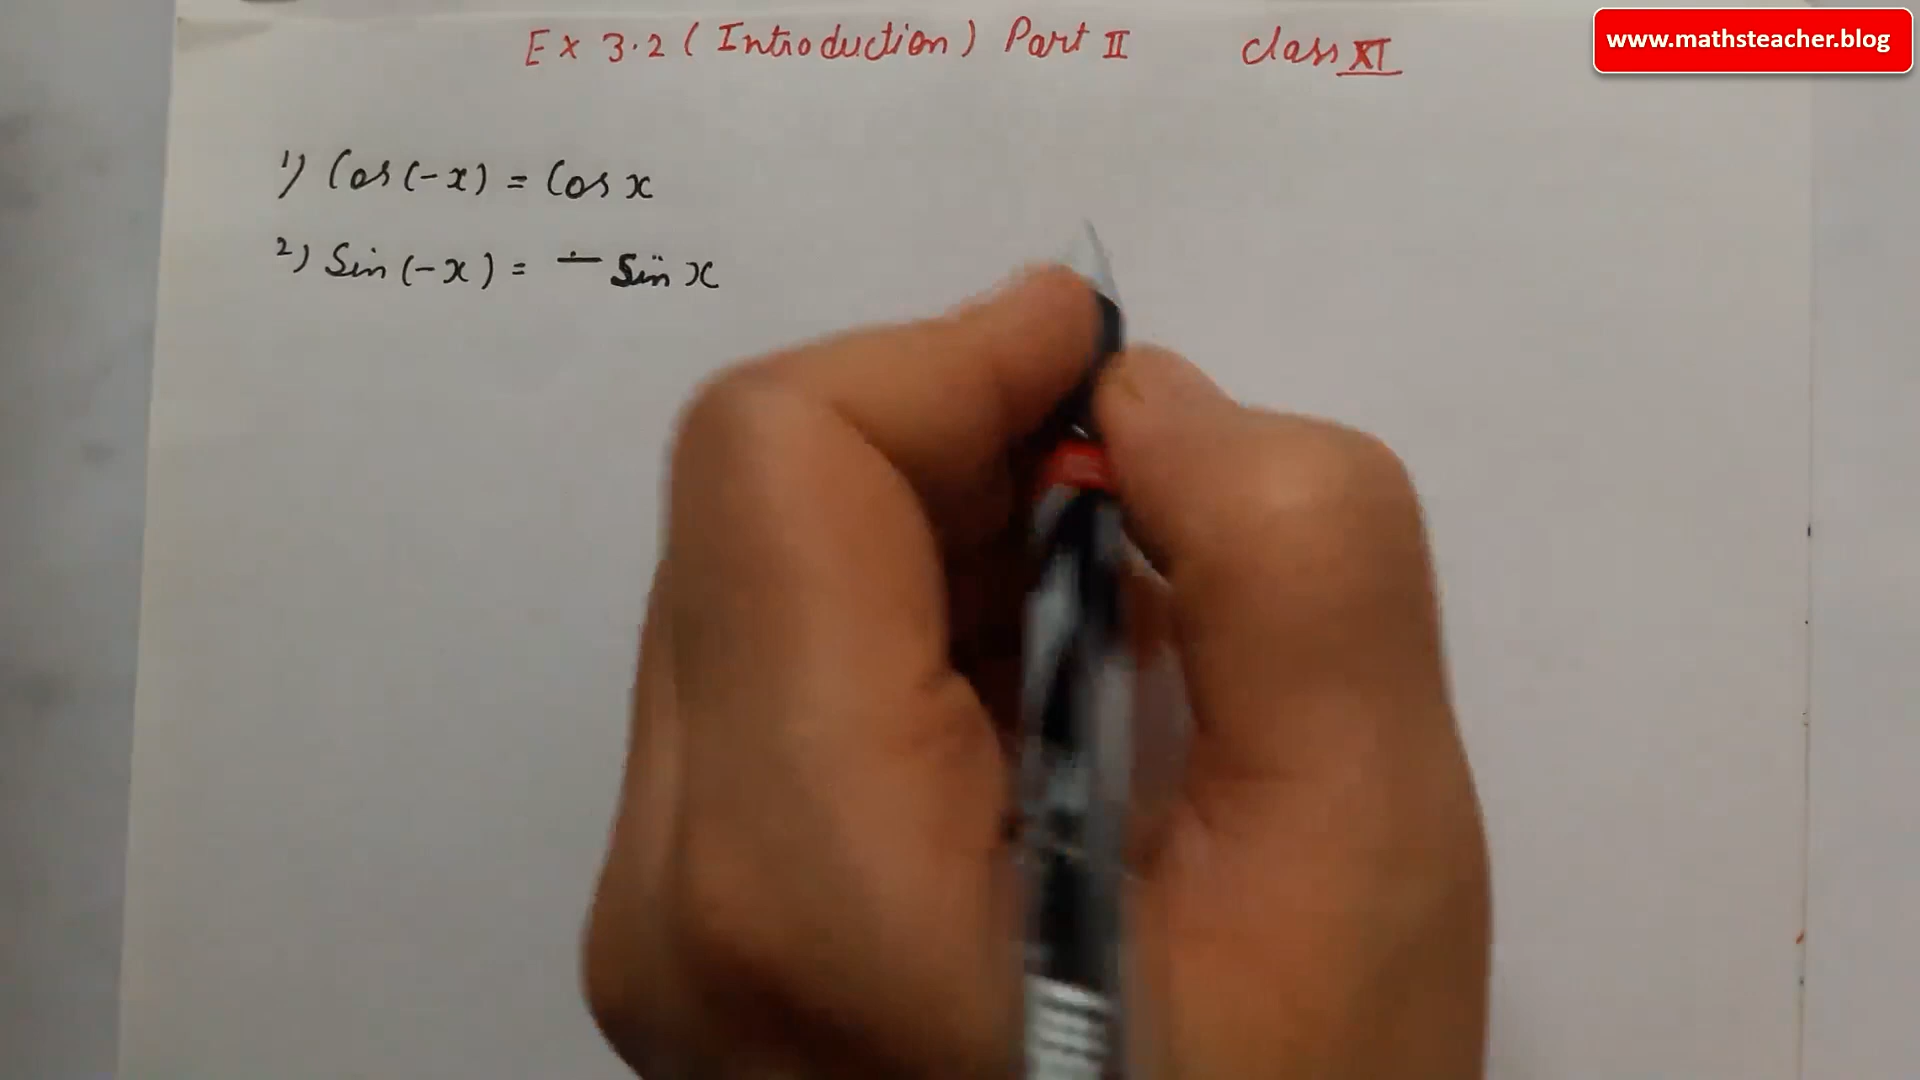 Ex 3.2 (Introduction) Part II class XI
www.mathsteacher.blog
1) Cos(-x) = Cos x
2) Sin(-x) = - Sin x